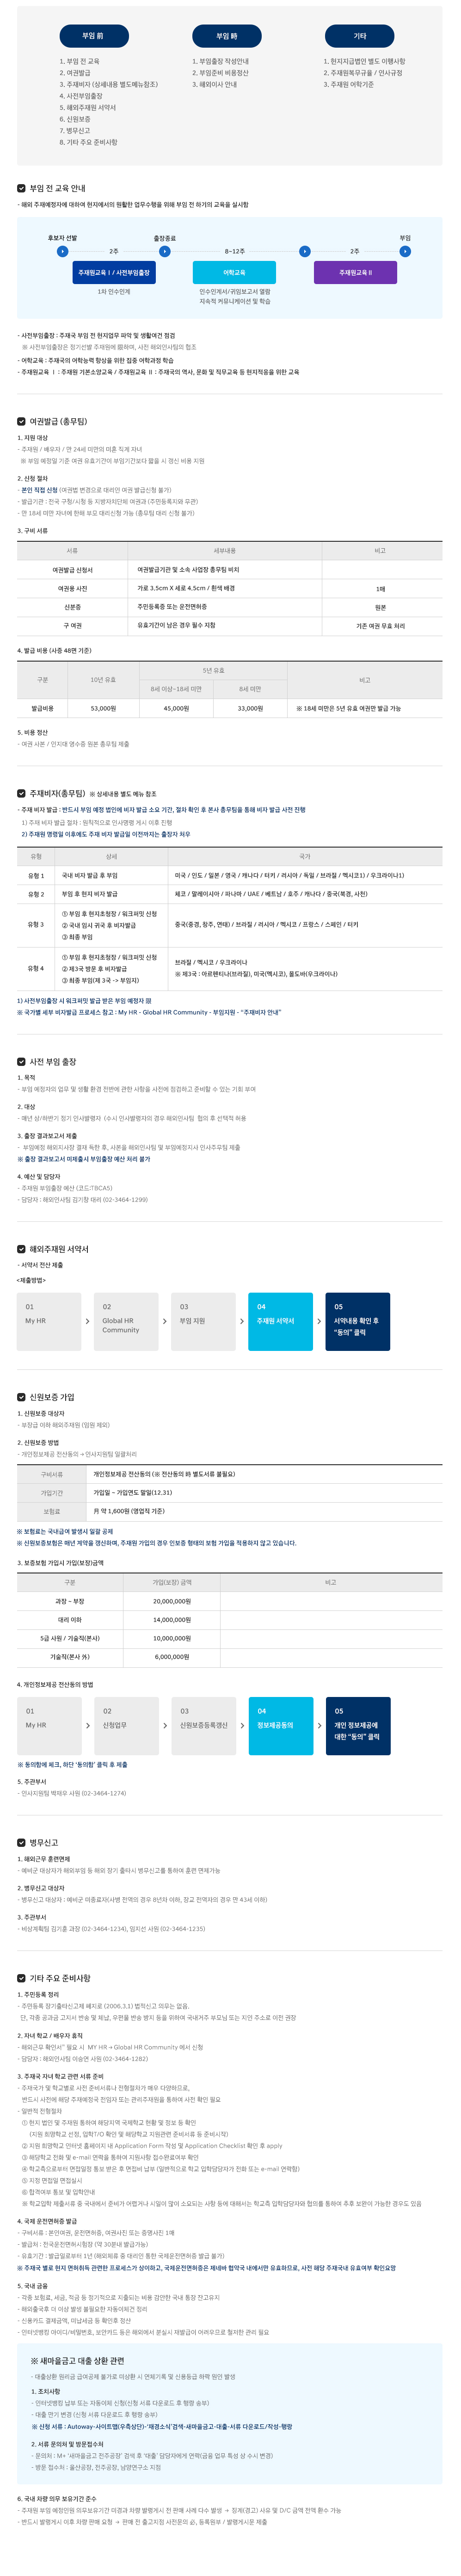 부임 前
1. 부임 전 교육
2. 여권발급
3. 주재비자 (상세내용 별도메뉴참조)
4. 사전부임출장
5. 해외주재원 서약서
6. 신원보증
7. 병무신고
8. 기타 주요 준비사항
부임 時
1. 부임출장 작성안내
2. 부임준비 비용정산
3. 해외이사 안내
기타
1. 현지지급법인 별도 이행사항
2. 주재원복무규율 / 인사규정
3. 주재원 어학기준
부임 전 교육 안내
- 해외 주재예정자에 대하여 현지에서의 원활한 업무수행을 위해 부임 전 하기의 교육을 실시함
후보자 선발
출장종료
부임
2주
8~12주
2주
주재원교육Ⅰ/ 사전부임출장
어학교육
주재원교육Ⅱ
1차 인수인계
인수인계서/귀임보고서 열람
지속적 커뮤니케이션 및 학습
- 사전부임출장 : 주재국 부임 전 현지업무 파악 및 생활여건 점검
※ 사전부임출장은 정기선발 주재원에 限하며, 사전 해외인사팀의 협조
- 어학교육 : 주재국의 어학능력 향상을 위한 집중 어학과정 학습
- 주재원교육 Ⅰ : 주재원 기본소양교육 / 주재원교육 Ⅱ : 주재국의 역사, 문화 및 직무교육 등 현지적응을 위한 교육
여권발급 (총무팀)
1. 지원 대상
- 주재원 / 배우자 / 만 24세 미만의 미혼 직계 자녀
※ 부임 예정일 기준 여권 유효기간이 부임기간보다 짧을 시 갱신 비용 지원
2. 신청 절차
- 본인 직접 신청 (여권법 변경으로 대리인 여권 발급신청 불가)
- 발급기관 : 전국 구청/시청 등 지방자치단체 여권과 (주민등록지와 무관)
- 만 18세 미만 자녀에 한해 부모 대리신청 가능 (총무팀 대리 신청 불가)
3. 구비 서류
서류 세부내용 비고
여권발급 신청서 여권발급기관 및 소속 사업장 총무팀 비치
여권용 사진 가로 3.5cm X 세로 4.5cm / 흰색 배경 1매
신분증 주민등록증 또는 운전면허증 원본
구 여권 유효기간이 남은 경우 필수 지참 기존 여권 무효 처리
4. 발급 비용 (사증 48면 기준)
구분 10년 유효 5년 유효 비고
8세 이상~18세 미만 8세 미만
발급비용 53,000원 45,000원 33,000원 ※ 18세 미만은 5년 유효 여권만 발급 가능
5. 비용 정산
- 여권 사본 / 인지대 영수증 원본 총무팀 제출
주재비자(총무팀) ※ 상세내용 별도 메뉴 참조
- 주재 비자 발급 : 반드시 부임 예정 법인에 비자 발급 소요 기간, 절차 확인 후 본사 총무팀을 통해 비자 발급 사전 진행
1) 주재 비자 발급 절차 : 원칙적으로 인사명령 게시 이후 진행
2) 주재원 명령일 이후에도 주재 비자 발급일 이전까지는 출장자 처우
유형 상세 국가
유형 1 국내 비자 발급 후 부임 미국 / 인도 / 일본 / 영국 / 캐나다 / 터키 / 러시아 / 독일 / 브라질 / 멕시코1) / 우크라이나1)
유형 2 부임 후 현지 비자 발급 체코 / 말레이시아 / 파나마 / UAE / 베트남 / 호주 / 캐나다 / 중국(북경, 사천)
유형 3
① 부임 후 현지초청장 / 워크퍼밋 신청
② 국내 임시 귀국 후 비자발급
③ 최종 부임
중국(중경, 창주, 연태) / 브라질 / 러시아 / 멕시코 / 프랑스 / 스페인 / 터키
유형 4
① 부임 후 현지초청장 / 워크퍼밋 신청
② 제3국 방문 후 비자발급
③ 최종 부임(제 3국 -> 부임지)
브라질 / 멕시코 / 우크라이나
※ 제3국 : 아르헨티나(브라질), 미국(멕시코), 몰도바(우크라이나)
1) 사전부임출장 시 워크퍼밋 발급 받은 부임 예정자 限
※ 국가별 세부 비자발급 프로세스 참고 : My HR - Global HR Community - 부임지원 - "주재비자 안내"
사전 부임 출장
1. 목적
- 부임 예정자의 업무 및 생활 환경 전반에 관한 사항을 사전에 점검하고 준비할 수 있는 기회 부여
2. 대상
- 매년 상/하반기 정기 인사발령자 (수시 인사발령자의 경우 해외인사팀 협의 후 선택적 허용
3. 출장 결과보고서 제출
- 부임예정 해외지사장 결재 득한 후, 사본을 해외인사팀 및 부임예정지사 인사주무팀 제출
※ 출장 결과보고서 미제출시 부임출장 예산 처리 불가
4. 예산 및 담당자
- 주재원 부임출장 예산 (코드:TBCA5)
- 담당자 : 해외인사팀 김기창 대리 (02-3464-1299)
해외주재원 서약서
- 서약서 전산 제출
<제출방법>
01
My HR
02
Global HR
Community
03
부임 지원
04
주재원 서약서
05
서약내용 확인 후
"동의" 클릭
신원보증 가입
1. 신원보증 대상자
- 부장급 이하 해외주재원 (임원 제외)
2. 신원보증 방법
- 개인정보제공 전산동의 → 인사지원팀 일괄처리
구비서류 개인정보제공 전산동의 (※ 전산동의 時 별도서류 불필요)
가입기간 가입일 ~ 가입연도 말일(12.31)
보험료 月 약 1,600원 (영업직 기준)
※ 보험료는 국내급여 발생시 일괄 공제
※ 신원보증보험은 매년 계약을 갱신하며, 주재원 가입의 경우 인보증 형태의 보험 가입을 적용하지 않고 있습니다.
3. 보증보험 가입시 가입(보장)금액
구분 가입(보장) 금액 비고
과장 ~ 부장 20,000,000원
대리 이하 14,000,000원
5급 사원 / 기술직(본사) 10,000,000원
기술직(본사 外) 6,000,000원
4. 개인정보제공 전산동의 방법
01
My HR
02
신청업무
03
신원보증등록갱신
04
정보제공동의
05
개인 정보제공에
대한 "동의" 클릭
※ 동의함에 체크, 하단 '동의함' 클릭 후 제출
5. 주관부서
- 인사지원팀 박재우 사원 (02-3464-1274)
병무신고
1. 해외근무 훈련면제
- 예비군 대상자가 해외부임 등 해외 장기 출타시 병무신고를 통하여 훈련 면제가능
2. 병무신고 대상자
- 병무신고 대상자 : 예비군 미종료자(사병 전역의 경우 8년차 이하, 장교 전역자의 경우 만 43세 이하)
3. 주관부서
- 비상계획팀 김기훈 과장 (02-3464-1234), 임지선 사원 (02-3464-1235)
기타 주요 준비사항
1. 주민등록 정리
- 주민등록 장기출타신고제 폐지로 (2006.3.1) 법적신고 의무는 없음.
단, 각종 공과금 고지서 반송 및 체납, 우편물 반송 방지 등을 위하여 국내거주 부모님 또는 지인 주소로 이전 권장
2. 자녀 학교 / 배우자 휴직
- 해외근무 확인서" 필요 시 MY HR→Global HR Community 에서 신청
- 담당자 : 해외인사팀 이승연 사원 (02-3464-1282)
3. 주재국 자녀 학교 관련 서류 준비
- 주재국가 및 학교별로 사전 준비서류나 전형절차가 매우 다양하므로,
반드시 사전에 해당 주재예정국 전임자 또는 관리주재원을 통하여 사전 확인 필요
- 일반적 전형절차
① 현지 법인 및 주재원 통하여 해당지역 국제학교 현황 및 정보 등 확인
(지원 희망학교 선정, 입학T/O 확인 및 해당학교 지원관련 준비서류 등 준비시작)
② 지원 희망학교 인터넷 홈페이지 내 Application Form 작성 및 Application Checklist 확인 후 apply
③ 해당학교 전화 및 e-mail 연락을 통하여 지원사항 접수완료여부 확인
④ 학교측으로부터 면접일정 통보 받은 후 면접비 납부 (일반적으로 학교 입학담당자가 전화 또는 e-mail 연락함)
⑤ 지정 면접일 면접실시
⑥ 합격여부 통보 및 입학안내
※ 학교입학 제출서류 중 국내에서 준비가 어렵거나 시일이 많이 소요되는 사항 등에 대해서는 학교측 입학담당자와 협의를 통하여 추후 보완이 가능한 경우도 있음
4. 국제 운전면허증 발급
- 구비서류 : 본인여권, 운전면허증, 여권사진 또는 증명사진 1매
- 발급처 : 전국운전면허시험장 (약 30분내 발급가능)
- 유효기간 : 발급일로부터 1년 (해외체류 중 대리인 통한 국제운전면허증 발급 불가)
※ 주재국 별로 현지 면허취득 관련한 프로세스가 상이하고, 국제운전면허증은 제네바 협약국 내에서만 유효하므로, 사전 해당 주재국내 유효여부 확인요망
5. 국내 금융
- 각종 보험료, 세금, 적금 등 정기적으로 지출되는 비용 감안한 국내 통장 잔고유지
- 해외출국후 더 이상 발생 불필요한 자동이체건 정리
- 신용카드 결제금액, 미납세금 등 확인후 정산
- 인터넷뱅킹 아이디/비밀번호, 보안카드 등은 해외에서 분실시 재발급이 어려우므로 철저한 관리 필요
※ 새마을금고 대출 상환 관련
- 대출상환 원리금 급여공제 불가로 미상환 시 연체기록 및 신용등급 하락 원인 발생
1. 조치사항
- 인터넷뱅킹 납부 또는 자동이체 신청(신청 서류 다운로드 후 행랑 송부)
- 대출 만기 변경 (신청 서류 다운로드 후 행랑 송부)
※ 신청 서류 : Autoway-사이트맵(우측상단)-'재경소식'검색-새마을금고-대출-서류 다운로드/작성-행랑
2. 서류 문의처 및 방문접수처
- 문의처 : M+ '새마을금고 전주공장' 검색 후 '대출' 담당자에게 연락(금융 업무 특성 상 수시 변경)
- 방문 접수처 : 울산공장, 전주공장, 남양연구소 지점
6. 국내 차량 의무 보유기간 준수
- 주재원 부임 예정인원 의무보유기간 미경과 차량 발령게시 전 판매 사례 다수 발생 → 징계(경고) 사유 및 D/C 금액 전액 환수 가능
- 반드시 발령게시 이후 차량 판매 요청 → 판매 전 출고지점 사전문의 必, 등록원부 / 발령게시문 제출